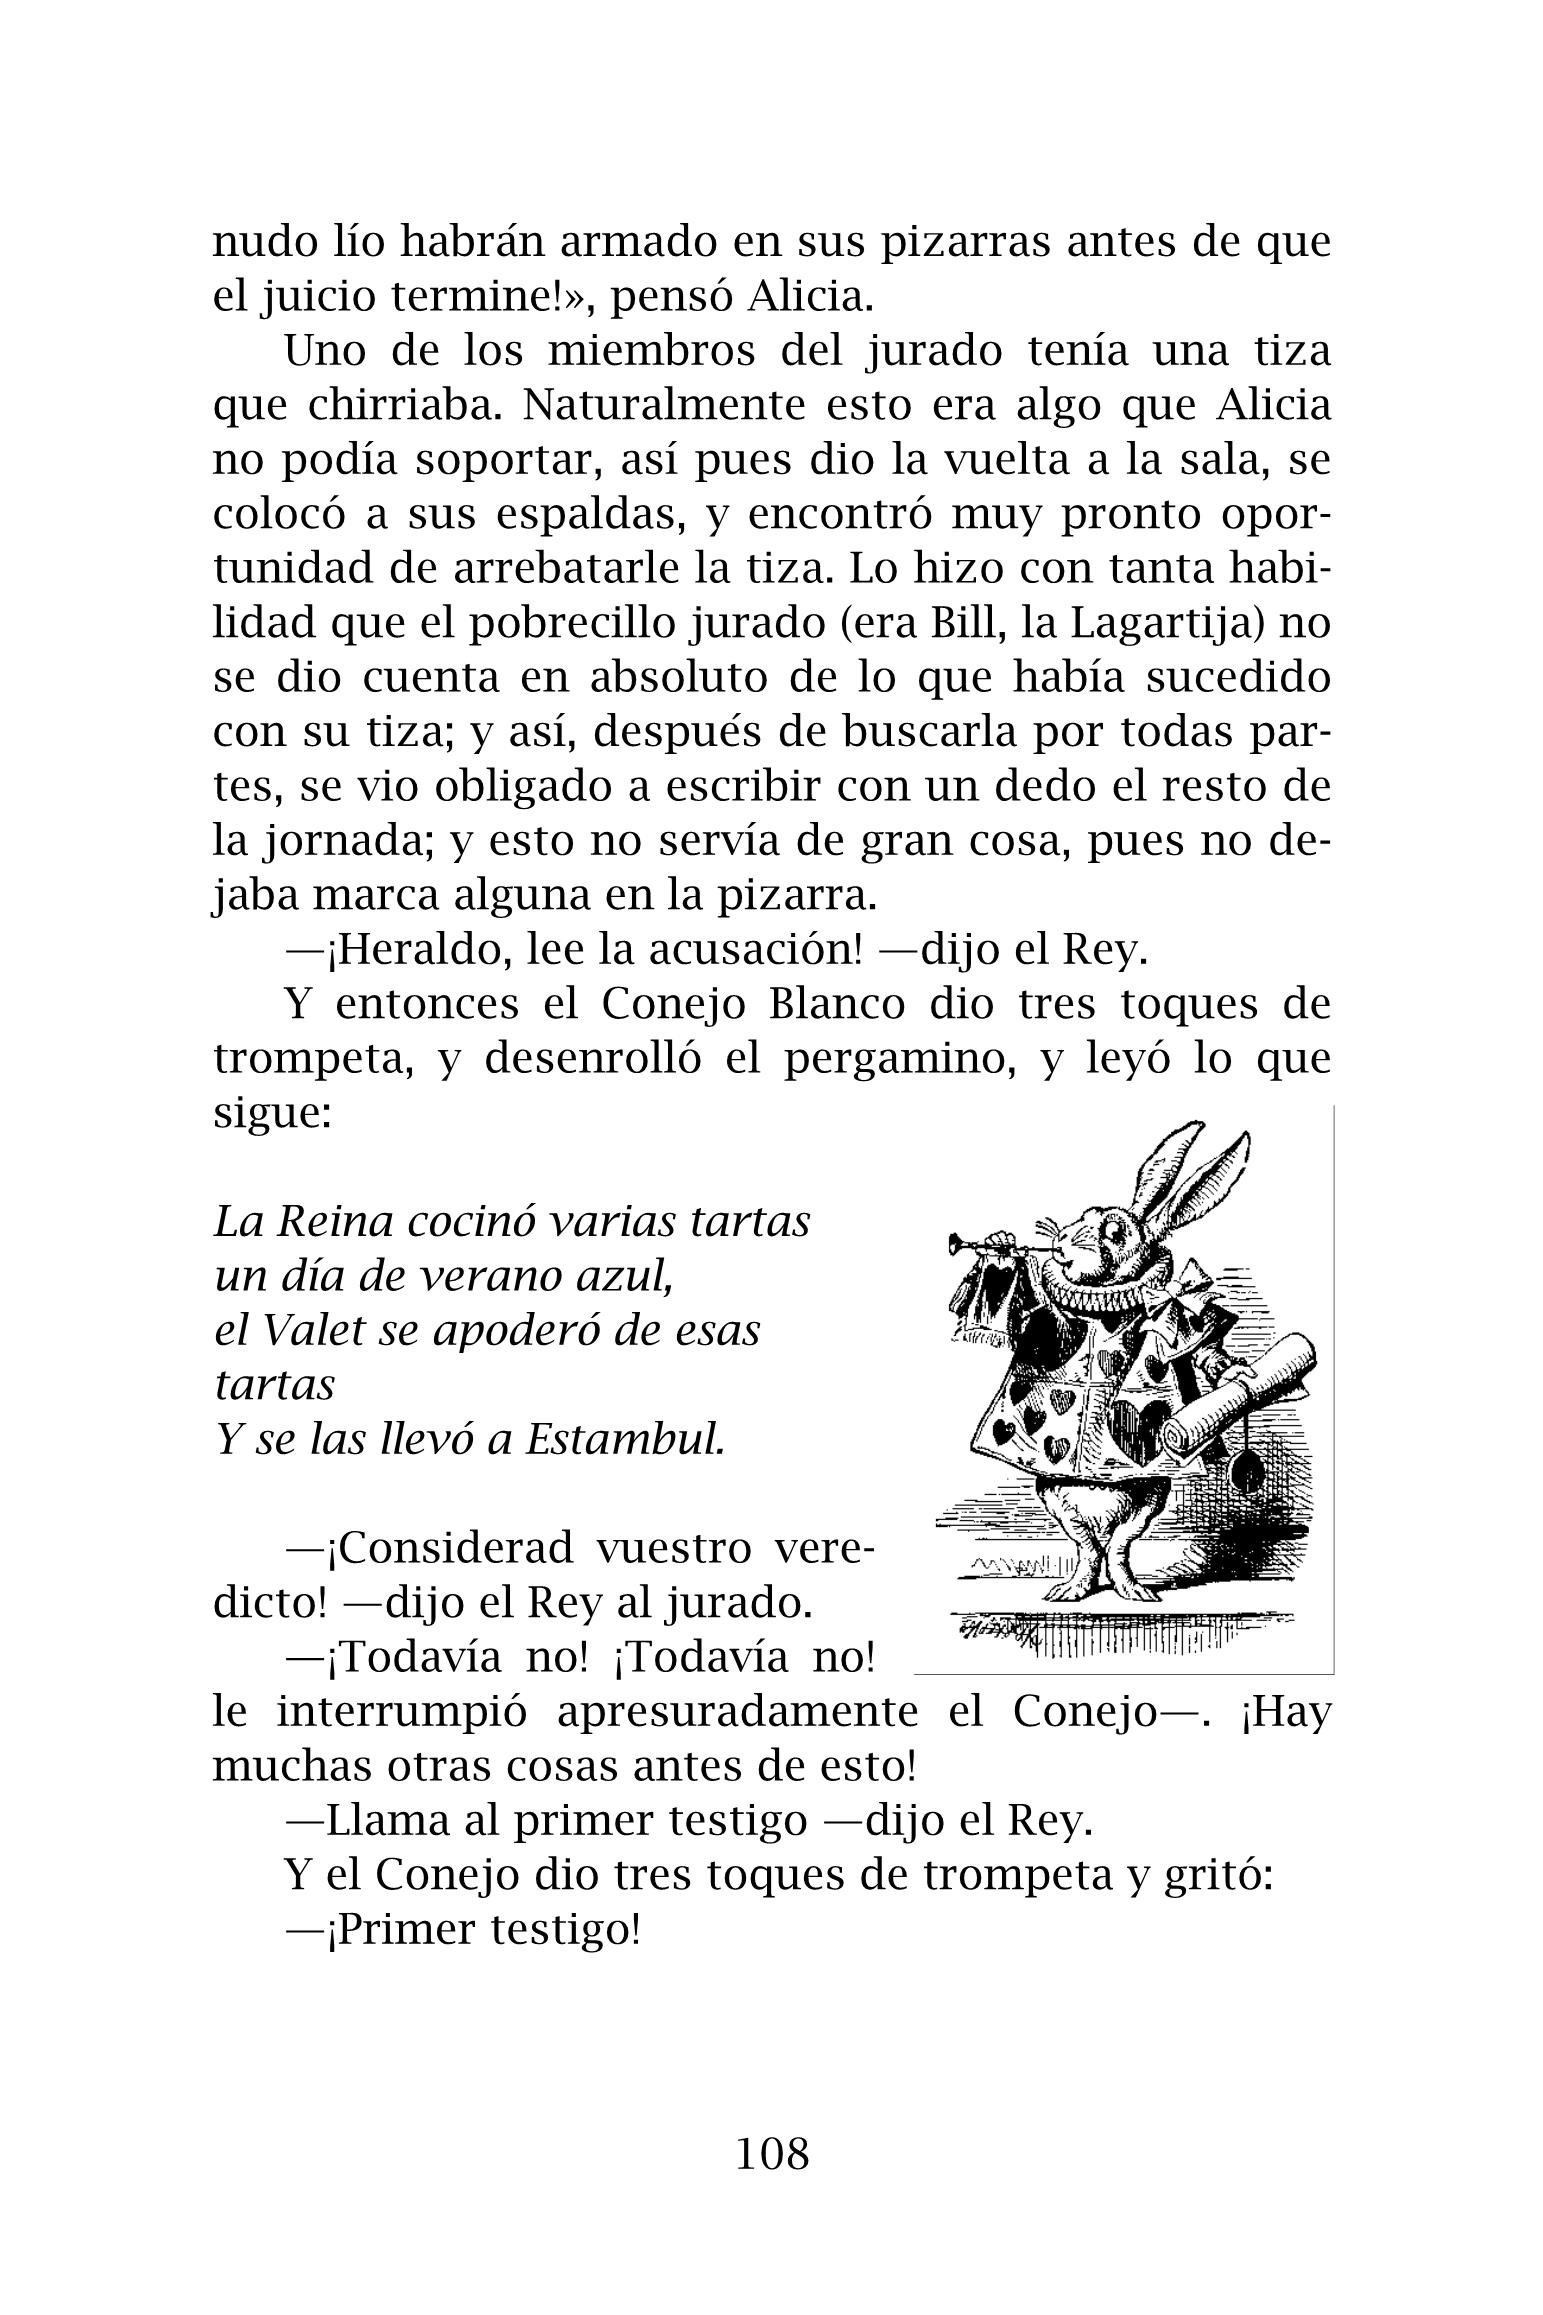 nudo lío habrán armado en sus pizarras antes de que
el juicio termine!», pensó Alicia.
Uno de los miembros del jurado tenía una tiza
que chirriaba. Naturalmente esto era algo que Alicia
no podía soportar, así pues dio la vuelta a la sala, se
colocó a sus espaldas, y encontró muy pronto opor-
tunidad de arrebatarle la tiza. Lo hizo con tanta habi-
lidad que el pobrecillo jurado (era Bill, la Lagartija) no
se dio cuenta en absoluto de lo que había sucedido
con su tiza; y así, después de buscarla por todas par-
tes, se vio obligado a escribir con un dedo el resto de
la jornada; y esto no servía de gran cosa, pues no de-
jaba marca alguna en la pizarra.
—¡Heraldo, lee la acusación! —dijo el Rey.
Y entonces el Conejo Blanco dio tres toques de
trompeta, y desenrolló el pergamino, y leyó lo que
sigue:
La Reina cocinó varias tartas
un día de verano azul,
el Valet se apoderó de esas
tartas
Y se las llevó a Estambul.
—¡Considerad vuestro vere-
dicto! —dijo el Rey al jurado.
—¡Todavía no! ¡Todavía no!
le interrumpió apresuradamente el Conejo—. ¡Hay
muchas otras cosas antes de esto!
—Llama al primer testigo —dijo el Rey.
Y el Conejo dio tres toques de trompeta y gritó:
—¡Primer testigo!
108